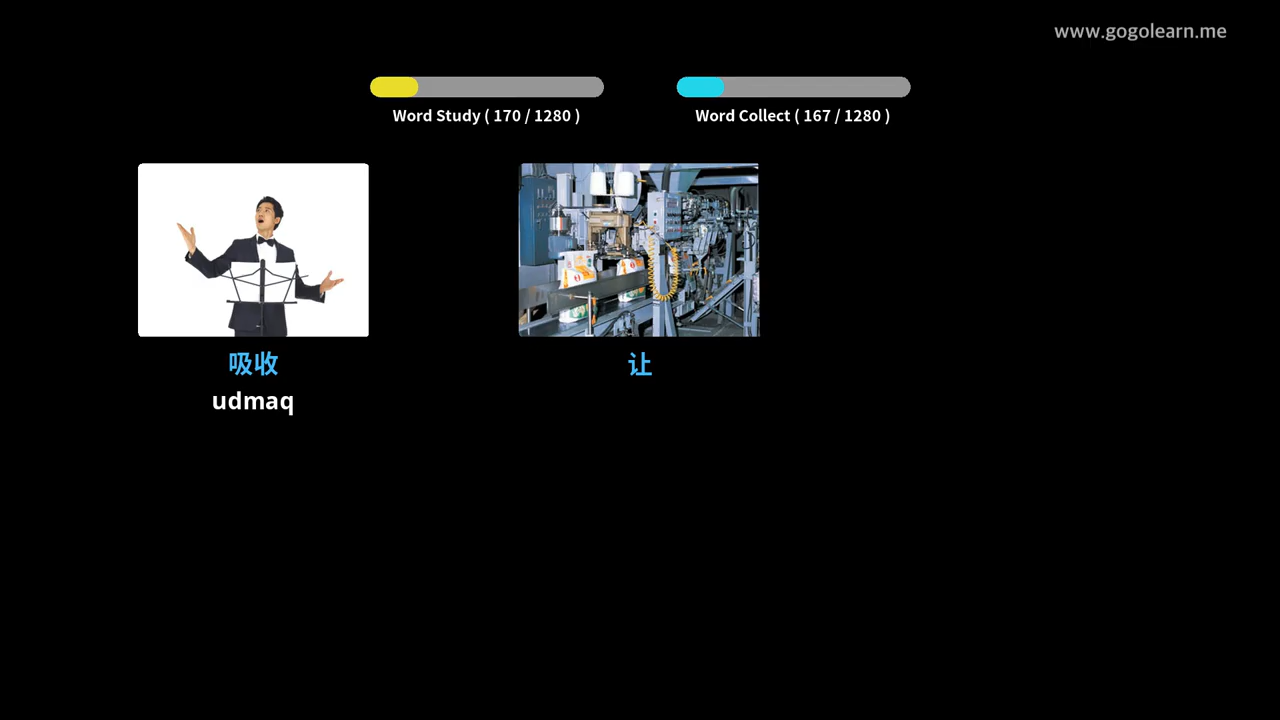 www.gogolearn.me
Word Study ( 170 / 1280 )
Word Collect ( 167 / 1280 )
吸收
让
udmaq